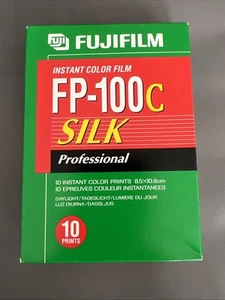 FUJI FUJIFILM
INSTANT COLOR FILM
FP-100C
SILK
Professional
10 INSTANT COLOR PRINTS 8.5×10.8cm
10 EPREUVES COULEUR INSTANTANEES
DAYLIGHT/TAGESLICHT/LUMIERE DU JOUR
LUZ DIURNA/DAGSLJUS
10
PRINTS